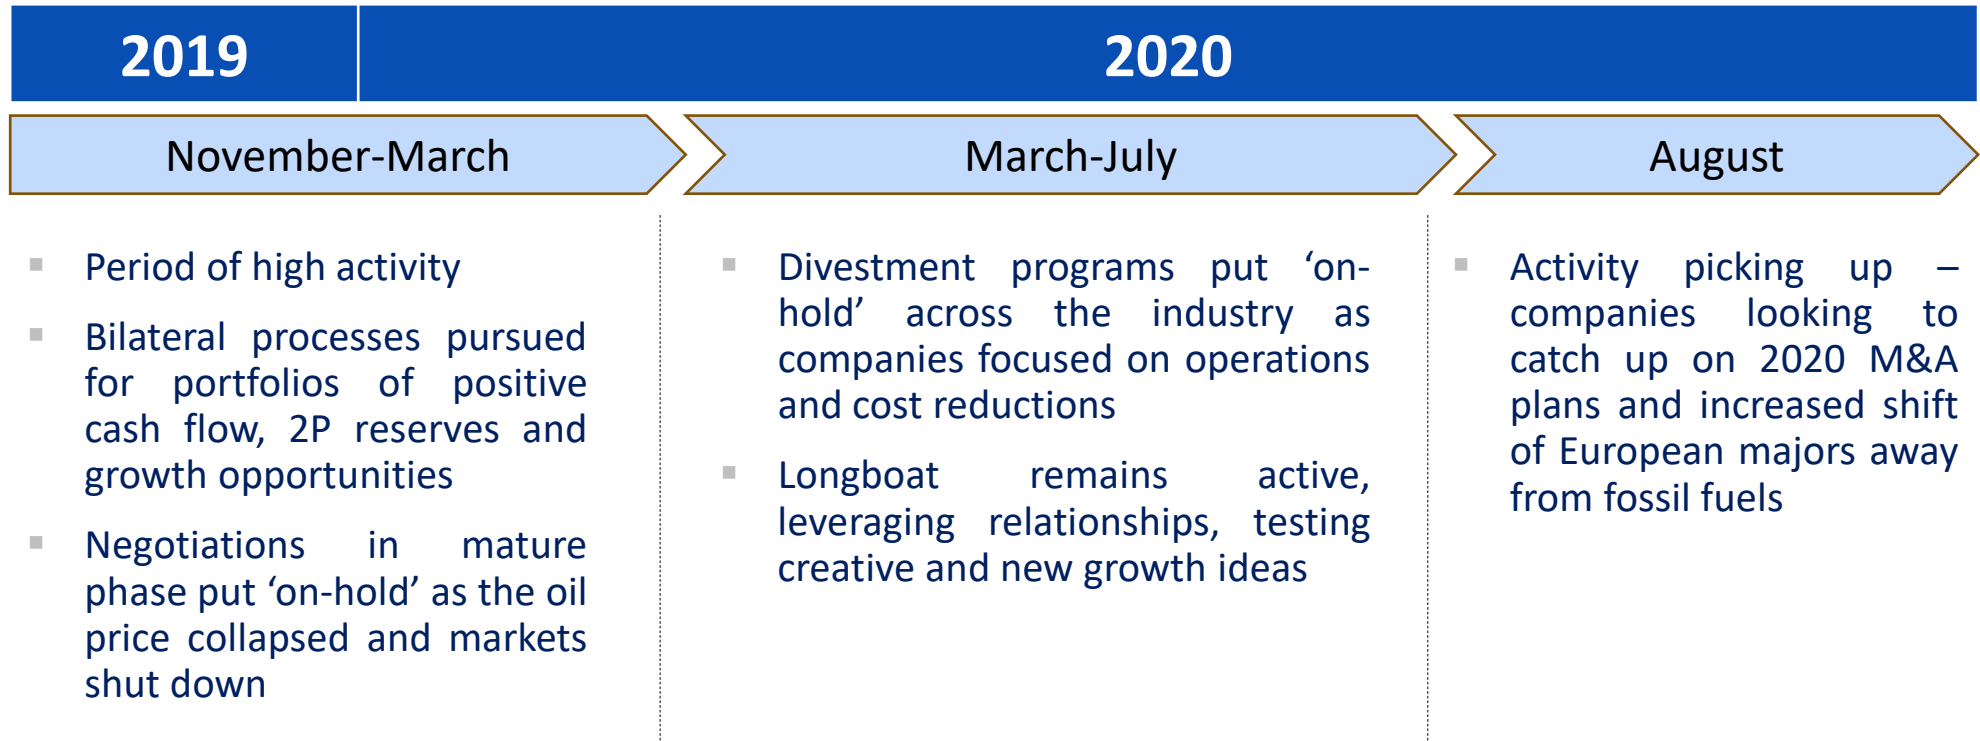 2019
2020
November-March
March-July
August
▪ Period of high activity
▪ Bilateral processes pursued
for portfolios of positive
cash flow, 2P reserves and
growth opportunities
▪ Negotiations in mature
phase put ‘on-hold’ as the oil
price collapsed and markets
shut down
▪ Divestment programs put ‘on-
hold’ across the industry as
companies focused on operations
and cost reductions
▪ Longboat remains active,
leveraging relationships, testing
creative and new growth ideas
▪ Activity picking up –
companies looking to
catch up on 2020 M&A
plans and increased shift
of European majors away
from fossil fuels